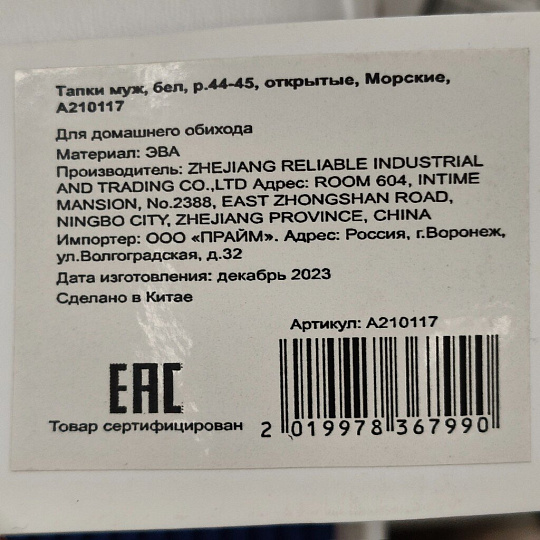 Тапки муж, бел, р.44-45, открытые, Морские,
А210117
Для домашнего обихода
Материал: ЭВА
Производитель: ZHEJIANG RELIABLE INDUSTRIAL
AND TRADING CO.,LTD Адрес: ROOM 604, INTIME
MANSION, No.2388, EAST ZHONGSHAN ROAD,
NINGBO CITY, ZHEJIANG PROVINCE, CHINA
Импортер: ООО «ПРАЙМ». Адрес: Россия, г.Воронеж,
ул.Волгоградская, д.32
Дата изготовления: декабрь 2023
Сделано в Китае
Артикул: А210117
EAC
Товар сертифицирован
2 019978 367990